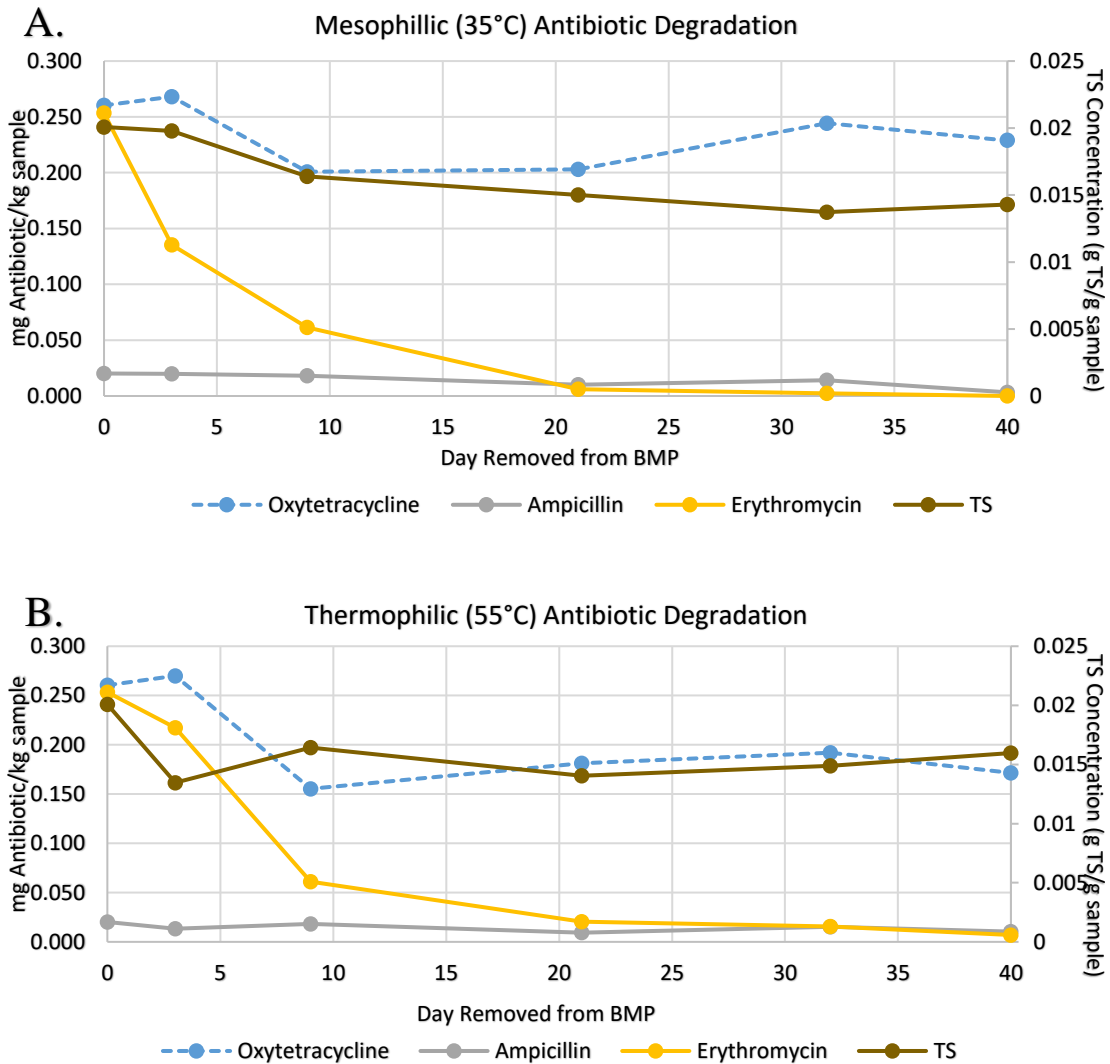 A.
Mesophillic (35°C) Antibiotic Degradation
mg Antibiotic/kg sample
0.300
0.250
0.200
0.150
0.100
0.050
0.000
0.025
0.02
0.015
0.01
0.005
0
TS Concentration (g TS/g sample)
0 5 10 15 20 25 30 35 40
Day Removed from BMP
Oxytetracycline Ampicillin Erythromycin TS
B.
Thermophilic (55°C) Antibiotic Degradation
mg Antibiotic/kg sample
0.300
0.250
0.200
0.150
0.100
0.050
0.000
0.025
0.02
0.015
0.01
0.005
0
TS Concentration (g TS/g sample)
0 5 10 15 20 25 30 35 40
Day Removed from BMP
Oxytetracycline Ampicillin Erythromycin TS